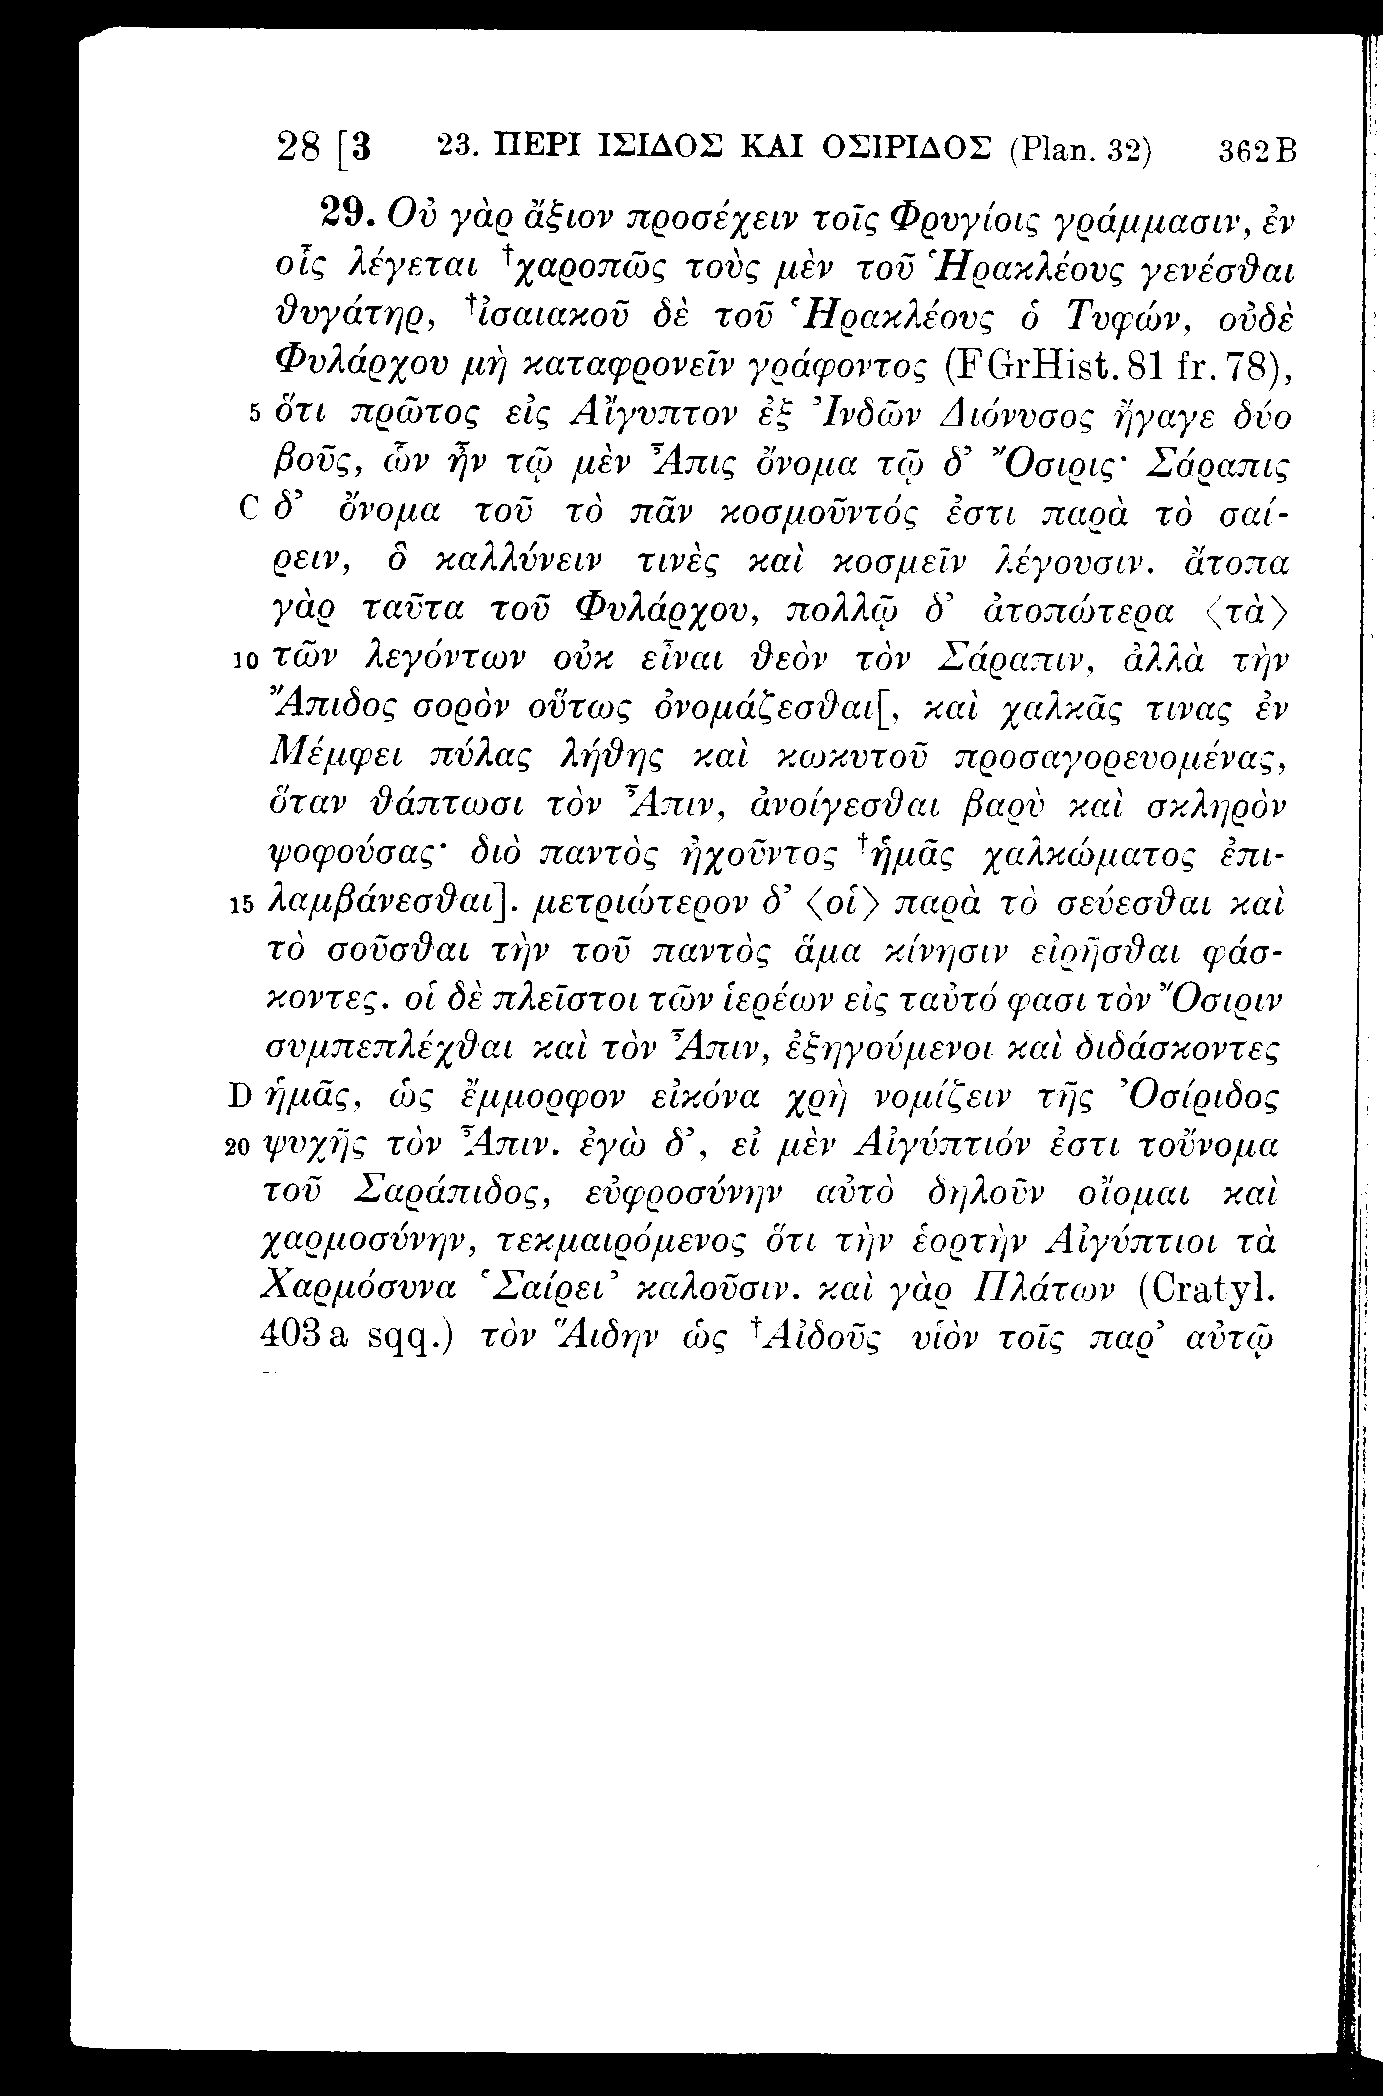 28 [3 23. ΠΕΡΙ ΙΣΙΔΟΣ ΚΑΙ ΟΣΙΡΙΔΟΣ (Plan. 32) 362 B
29. Οὐ γὰρ ἄξιον προσέχειν τοῖς Φρυγίοις γράμμασιν, ἐν
οἷς λέγεται †χαροπῶς τοὺς μὲν τοῦ Ἡρακλέους γενέσθαι
θυγάτηρ, †ἰσαιακοῦ δὲ τοῦ Ἡρακλέους ὁ Τυφών, οὐδὲ
Φυλάρχου μὴ καταφρονεῖν γράφοντος (FGrHist. 81 fr. 78),
5 ὅτι πρῶτος εἰς Αἴγυπτον ἐξ Ἰνδῶν Διόνυσος ἤγαγε δύο
βοῦς, ὧν ἦν τῷ μὲν Ἆπις ὄνομα τῷ δ’ Ὄσιρις· Σάραπις
C δ’ ὄνομα τοῦ τὸ πᾶν κοσμοῦντός ἐστι παρὰ τὸ σαί-
ρειν, ὃ καλλύνειν τινὲς καὶ κοσμεῖν λέγουσιν. ἄτοπα
γὰρ ταῦτα τοῦ Φυλάρχου, πολλῷ δ’ ἀτοπώτερα ⟨τὰ⟩
10 τῶν λεγόντων οὐκ εἶναι θεὸν τὸν Σάραπιν, ἀλλὰ τὴν
Ἄπιδος σορὸν οὕτως ὀνομάζεσθαι[, καὶ χαλκᾶς τινας ἐν
Μέμφει πύλας λήθης καὶ κωκυτοῦ προσαγορευομένας,
ὅταν θάπτωσι τὸν Ἆπιν, ἀνοίγεσθαι βαρὺ καὶ σκληρὸν
ψοφούσας· διὸ παντὸς ἠχοῦντος †ἡμᾶς χαλκώματος ἐπι-
15 λαμβάνεσθαι]. μετριώτερον δ’ ⟨οἱ⟩ παρὰ τὸ σεύεσθαι καὶ
τὸ σοῦσθαι τὴν τοῦ παντὸς ἅμα κίνησιν εἰρῆσθαι φάσ-
κοντες. οἱ δὲ πλεῖστοι τῶν ἱερέων εἰς ταὐτό φασι τὸν Ὄσιριν
συμπεπλέχθαι καὶ τὸν Ἆπιν, ἐξηγούμενοι καὶ διδάσκοντες
D ἡμᾶς, ὡς ἔμμορφον εἰκόνα χρὴ νομίζειν τῆς Ὀσίριδος
20 ψυχῆς τὸν Ἆπιν. ἐγὼ δ’, εἰ μὲν Αἰγύπτιόν ἐστι τοὔνομα
τοῦ Σαράπιδος, εὐφροσύνην αὐτὸ δηλοῦν οἴομαι καὶ
χαρμοσύνην, τεκμαιρόμενος ὅτι τὴν ἑορτὴν Αἰγύπτιοι τὰ
Χαρμόσυνα ‘Σαίρει’ καλοῦσιν. καὶ γὰρ Πλάτων (Cratyl.
403 a sqq.) τὸν Ἅιδην ὡς †Αἰδοῦς υἱὸν τοῖς παρ’ αὐτῷ